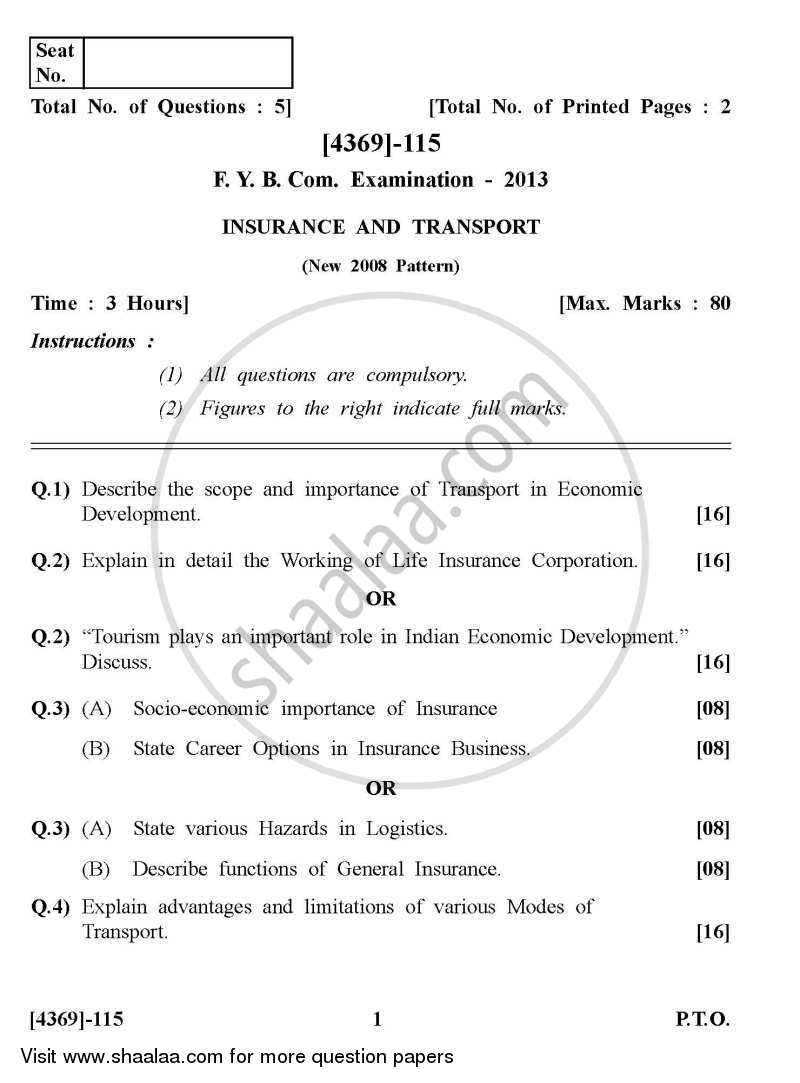 Seat
No.
Total No. of Questions : 5]    [Total No. of Printed Pages : 2
[4369]-115
F. Y. B. Com. Examination - 2013
INSURANCE AND TRANSPORT
(New 2008 Pattern)
Time : 3 Hours]    [Max. Marks : 80
Instructions :
(1) All questions are compulsory.
(2) Figures to the right indicate full marks.
Q.1) Describe the scope and importance of Transport in Economic
Development.    [16]
Q.2) Explain in detail the Working of Life Insurance Corporation.    [16]
OR
Q.2) “Tourism plays an important role in Indian Economic Development.”
Discuss.    [16]
Q.3) (A) Socio-economic importance of Insurance    [08]
(B) State Career Options in Insurance Business.    [08]
OR
Q.3) (A) State various Hazards in Logistics.    [08]
(B) Describe functions of General Insurance.    [08]
Q.4) Explain advantages and limitations of various Modes of
Transport.    [16]
[4369]-115    1    P.T.O.
Visit www.shaalaa.com for more question papers
shaalaa.com